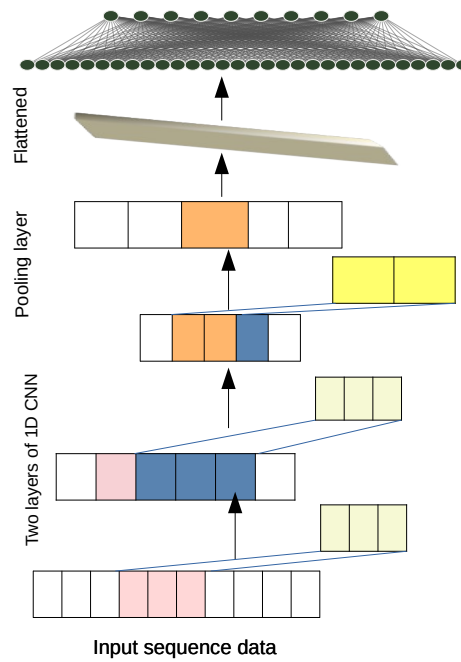 Flattened
Pooling layer
Two layers of 1D CNN
Input sequence data